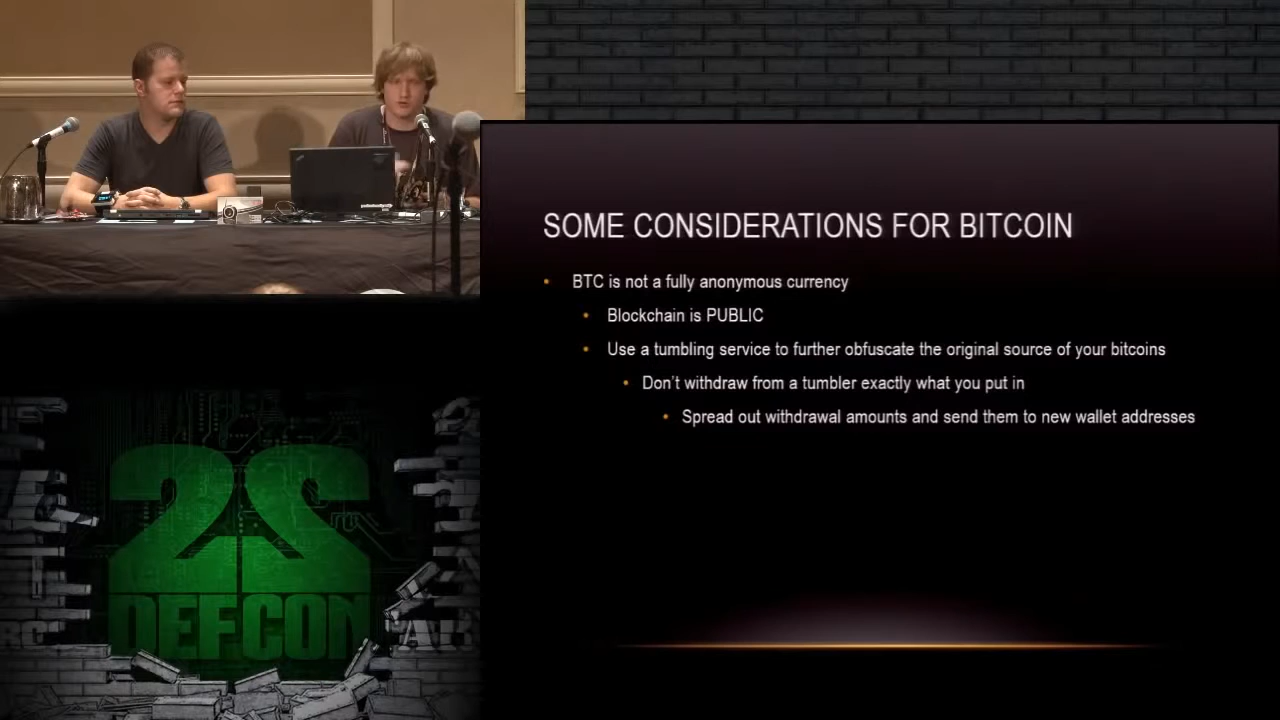 SOME CONSIDERATIONS FOR BITCOIN
BTC is not a fully anonymous currency
Blockchain is PUBLIC
Use a tumbling service to further obfuscate the original source of your bitcoins
Don't withdraw from a tumbler exactly what you put in
Spread out withdrawal amounts and send them to new wallet addresses
22
DEFCON